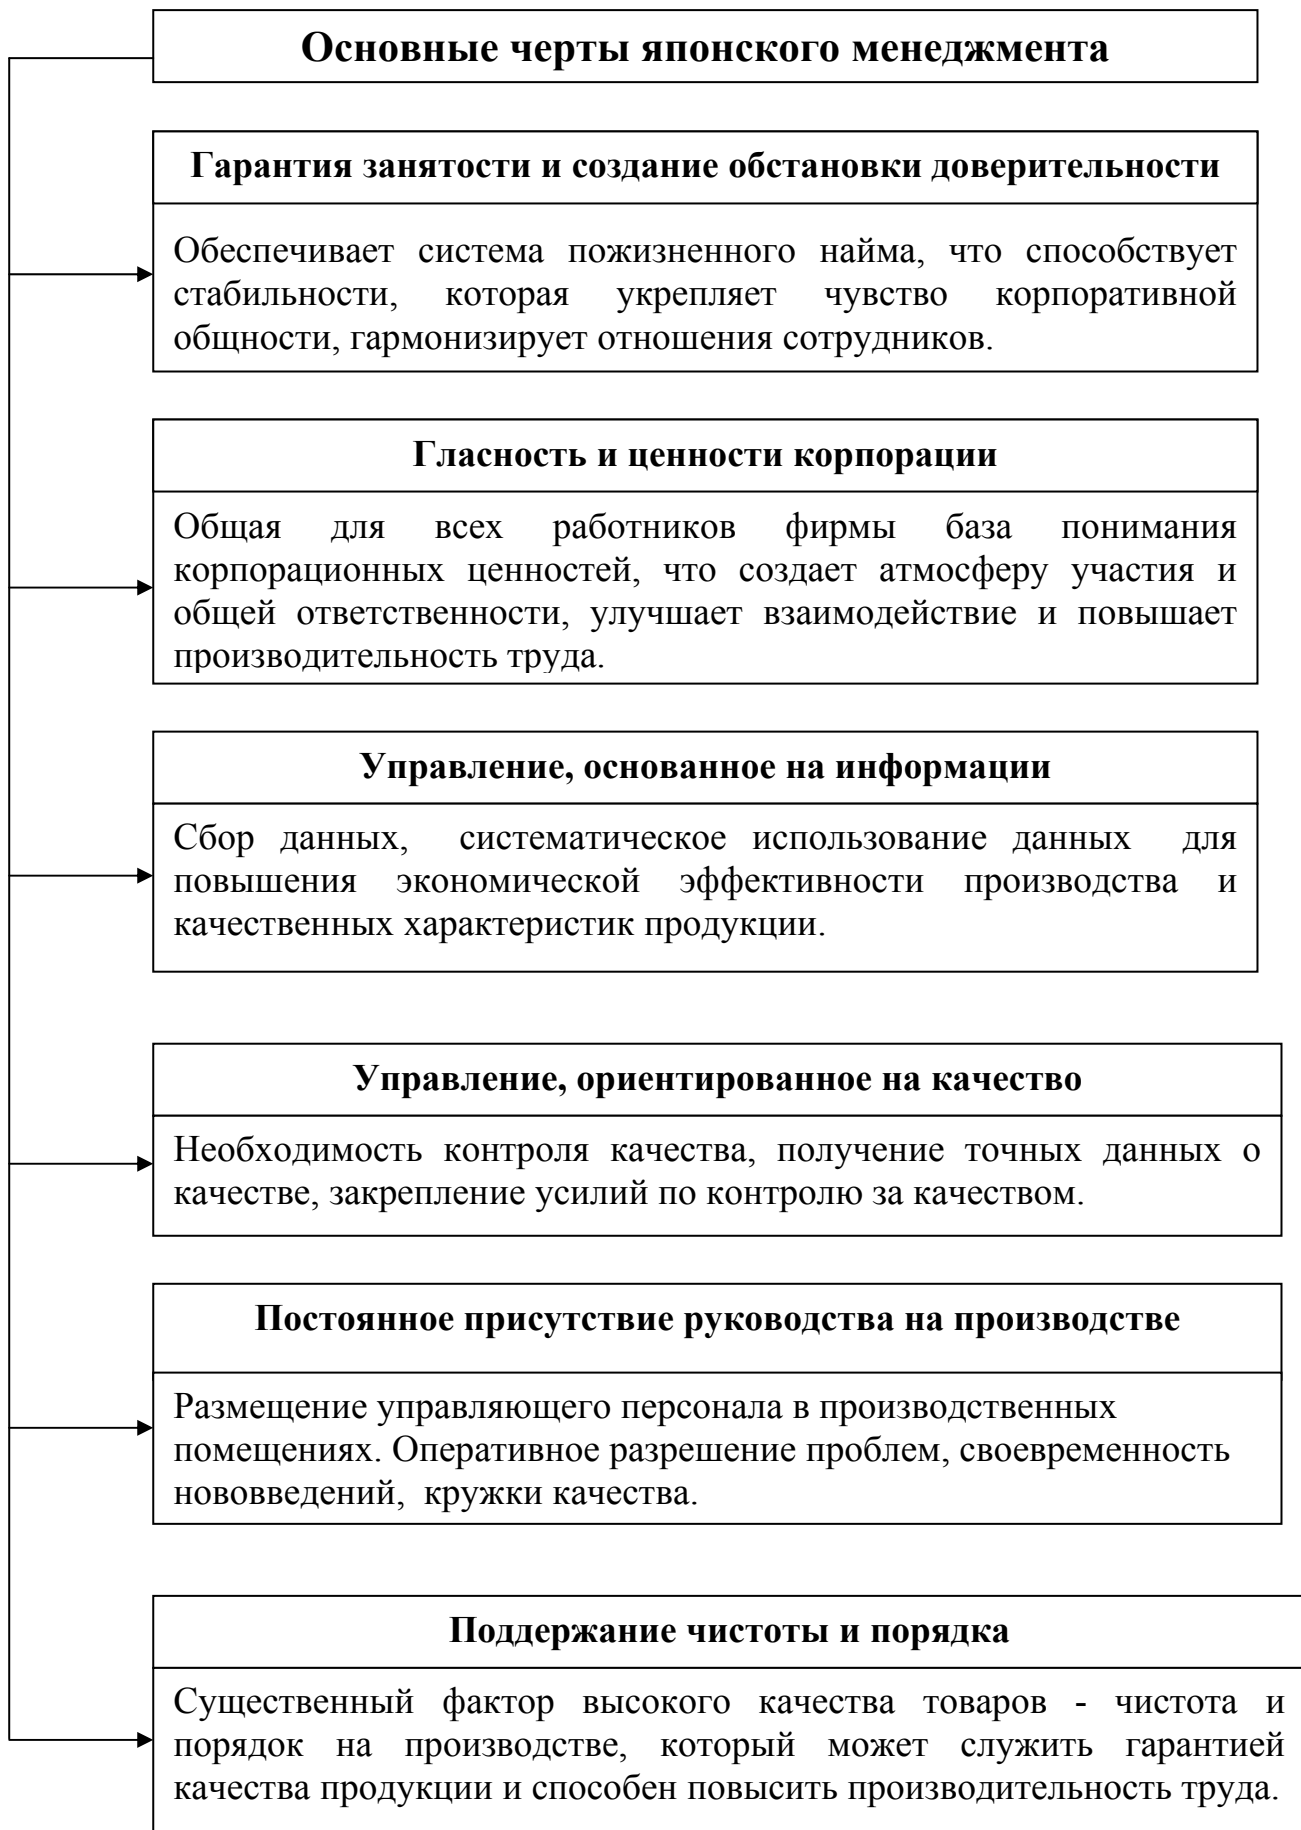 Основные черты японского менеджмента
Гарантия занятости и создание обстановки доверительности
Обеспечивает система пожизненного найма, что способствует
стабильности, которая укрепляет чувство корпоративной
общности, гармонизирует отношения сотрудников.
Гласность и ценности корпорации
Общая для всех работников фирмы база понимания
корпорационных ценностей, что создает атмосферу участия и
общей ответственности, улучшает взаимодействие и повышает
производительность труда.
Управление, основанное на информации
Сбор данных, систематическое использование данных для
повышения экономической эффективности производства и
качественных характеристик продукции.
Управление, ориентированное на качество
Необходимость контроля качества, получение точных данных о
качестве, закрепление усилий по контролю за качеством.
Постоянное присутствие руководства на производстве
Размещение управляющего персонала в производственных
помещениях. Оперативное разрешение проблем, своевременность
нововведений, кружки качества.
Поддержание чистоты и порядка
Существенный фактор высокого качества товаров - чистота и
порядок на производстве, который может служить гарантией
качества продукции и способен повысить производительность труда.